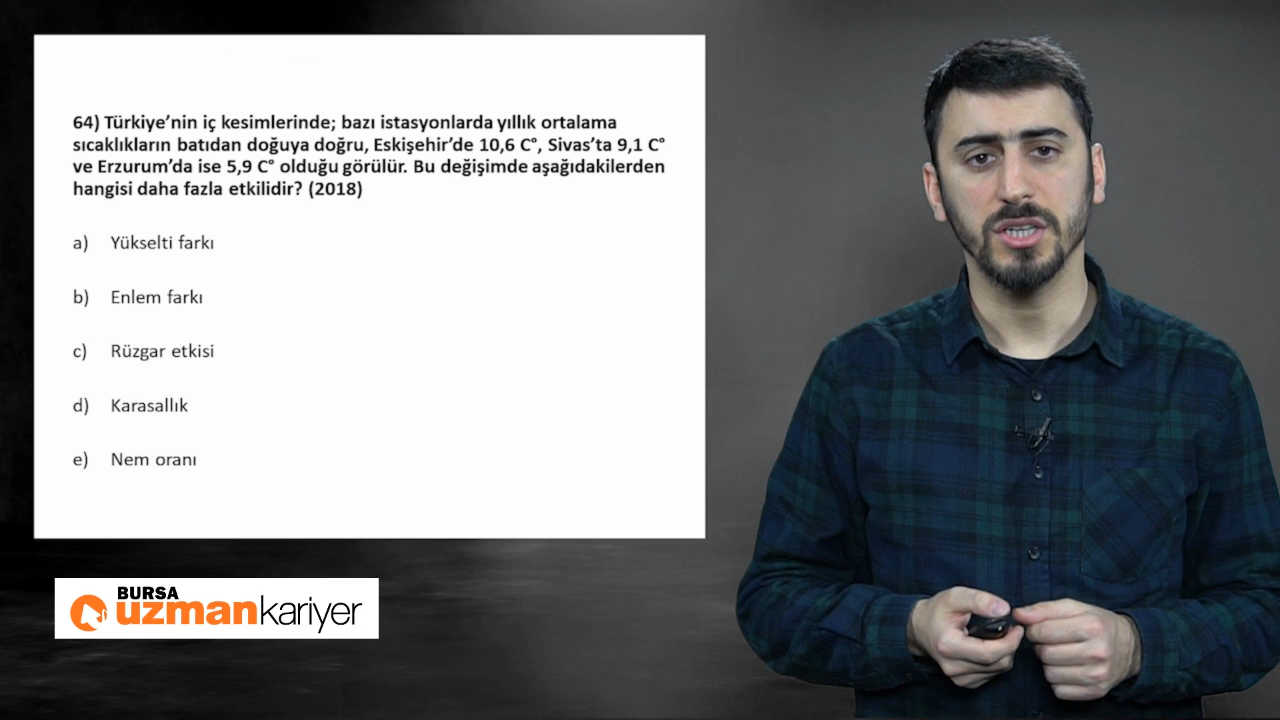 64) Türkiye’nin iç kesimlerinde; bazı istasyonlarda yıllık ortalama
sıcaklıkların batıdan doğuya doğru, Eskişehir’de 10,6 C°, Sivas’ta 9,1 C°
ve Erzurum’da ise 5,9 C° olduğu görülür. Bu değişimde aşağıdakilerden
hangisi daha fazla etkilidir? (2018)
a) Yükselti farkı
b) Enlem farkı
c) Rüzgar etkisi
d) Karasallık
e) Nem oranı
BURSA
uzmankariyer